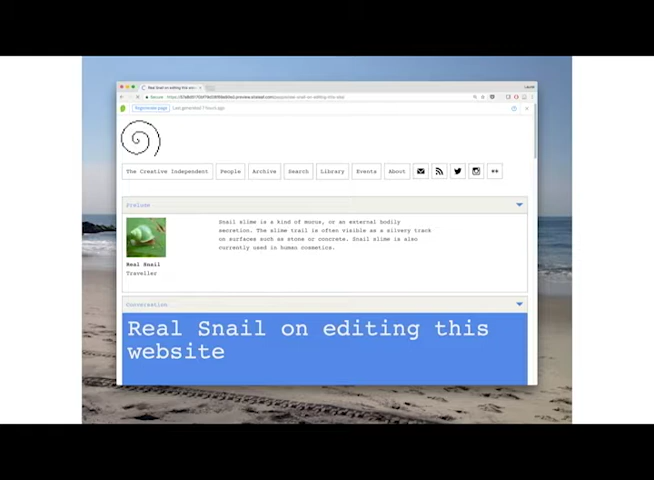 The Creative Independent
People
Archive
Search
Library
Events
About
Prelude
Snail slime is a kind of mucus, or an external bodily
secretion. The slime trail is often visible as a silvery track
on surfaces such as stone or concrete. Snail slime is also
currently used in human cosmetics.
Real Snail
Traveller
Conversation
Real Snail on editing this
website